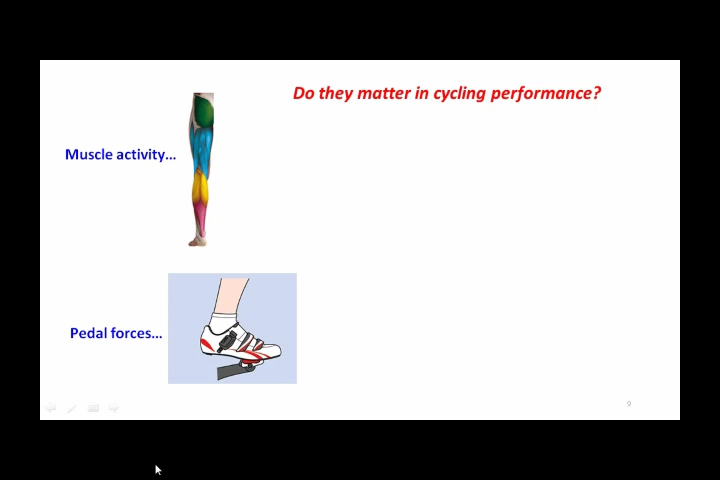 Do they matter in cycling performance?
Muscle activity...
Pedal forces...
9